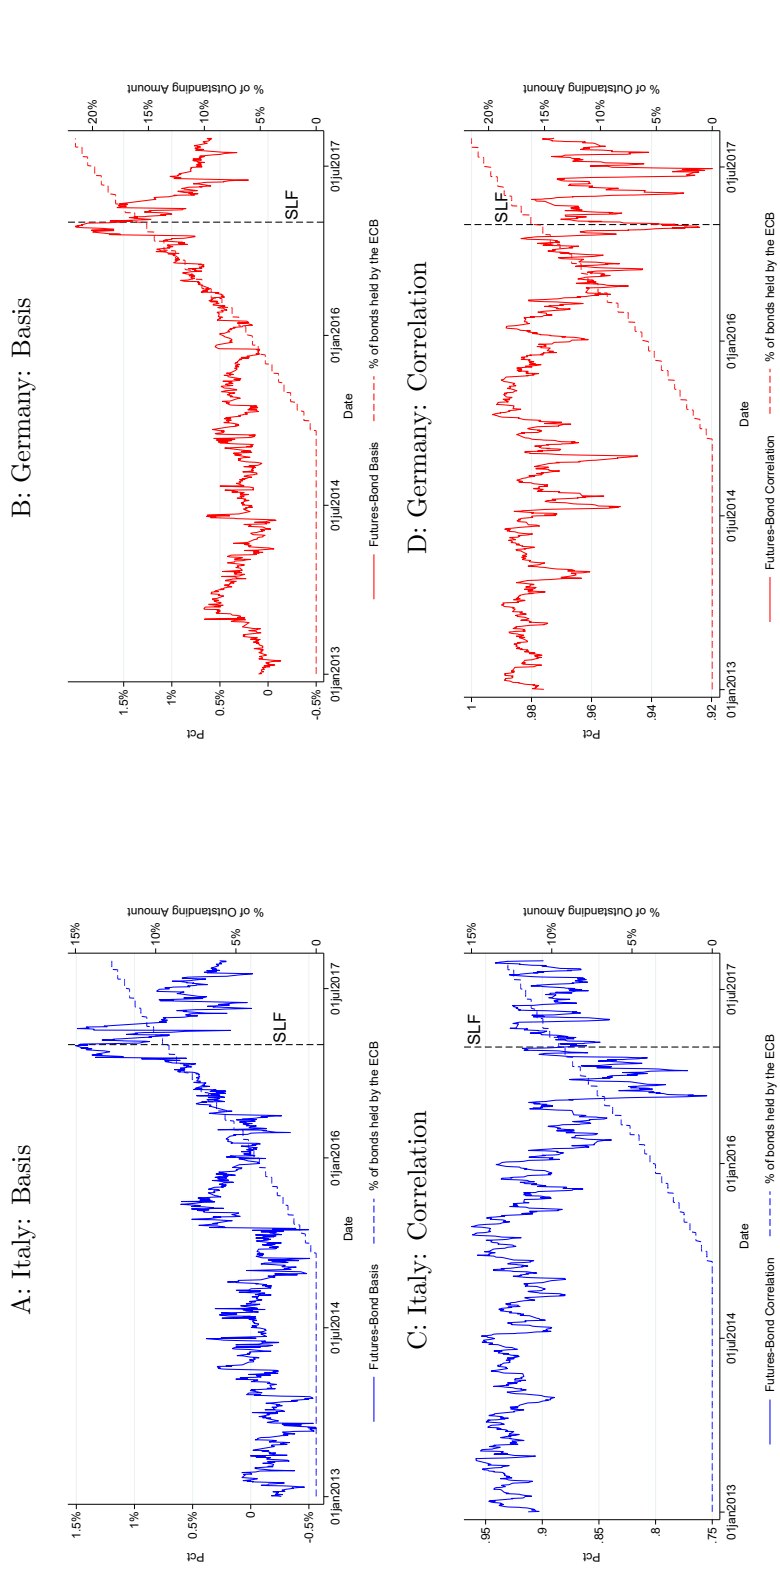 A: Italy: Basis
1.5%
1%
0.5%
0
-0.5%
Pct
15%
10%
5%
0
% of Outstanding Amount
SLF
01jan2013
01jul2014
01jan2016
01jul2017
Date
Futures-Bond Basis
% of bonds held by the ECB
B: Germany: Basis
1.5%
1%
0.5%
0
-0.5%
Pct
20%
15%
10%
5%
0
% of Outstanding Amount
SLF
01jan2013
01jul2014
01jan2016
01jul2017
Date
Futures-Bond Basis
% of bonds held by the ECB
C: Italy: Correlation
.95
.9
.85
.8
.75
Pct
15%
10%
5%
0
% of Outstanding Amount
SLF
01jan2013
01jul2014
01jan2016
01jul2017
Date
Futures-Bond Correlation
% of bonds held by the ECB
D: Germany: Correlation
1
.98
.96
.94
.92
Pct
20%
15%
10%
5%
0
% of Outstanding Amount
SLF
01jan2013
01jul2014
01jan2016
01jul2017
Date
Futures-Bond Correlation
% of bonds held by the ECB